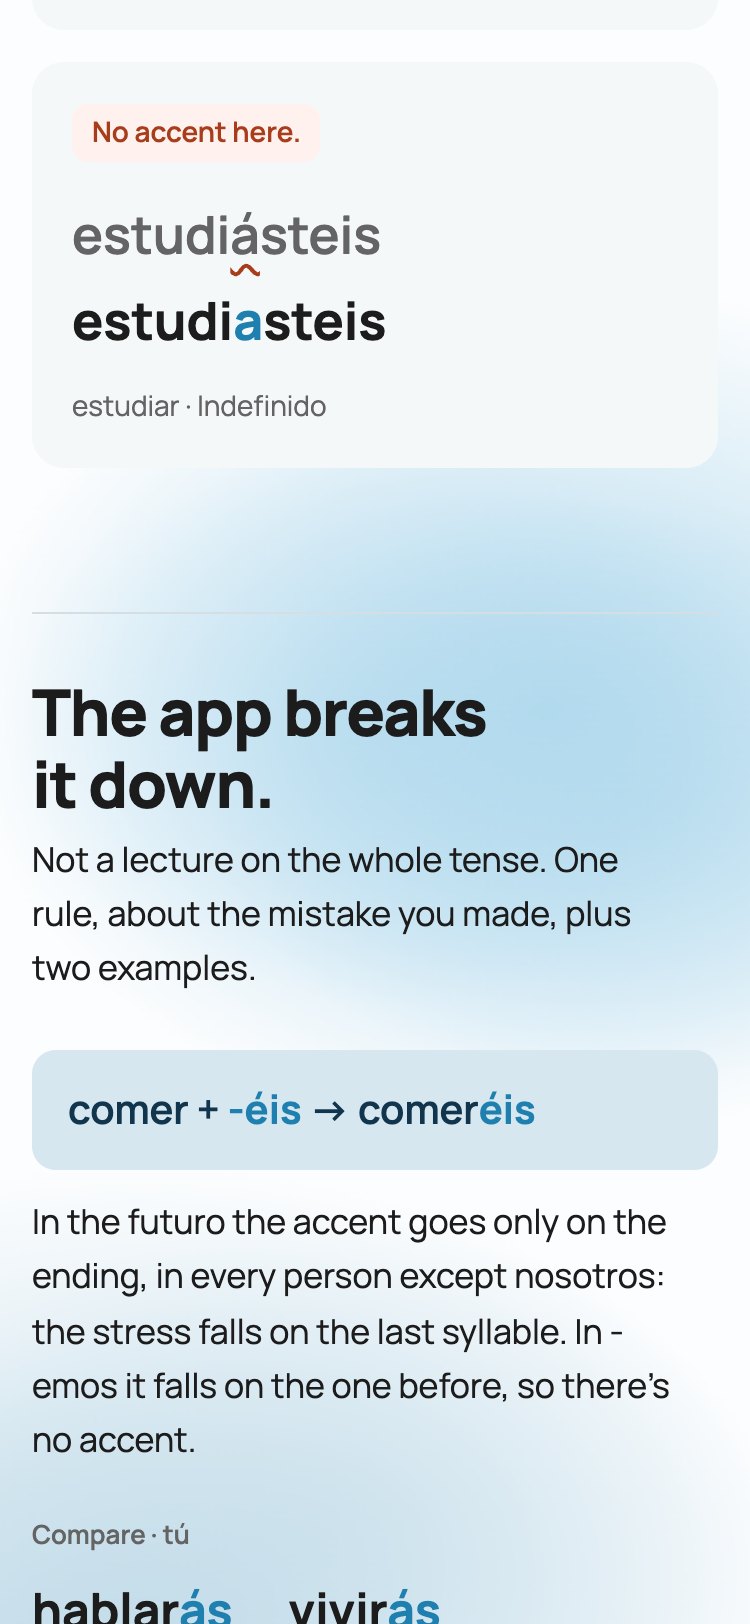 No accent here.
estudiásteis
estudiasteis
estudiar · Indefinido
The app breaks
it down.
Not a lecture on the whole tense. One
rule, about the mistake you made, plus
two examples.
comer + -éis → comeréis
In the futuro the accent goes only on the
ending, in every person except nosotros:
the stress falls on the last syllable. In -
emos it falls on the one before, so there’s
no accent.
Compare · tú
hablarás vivirás